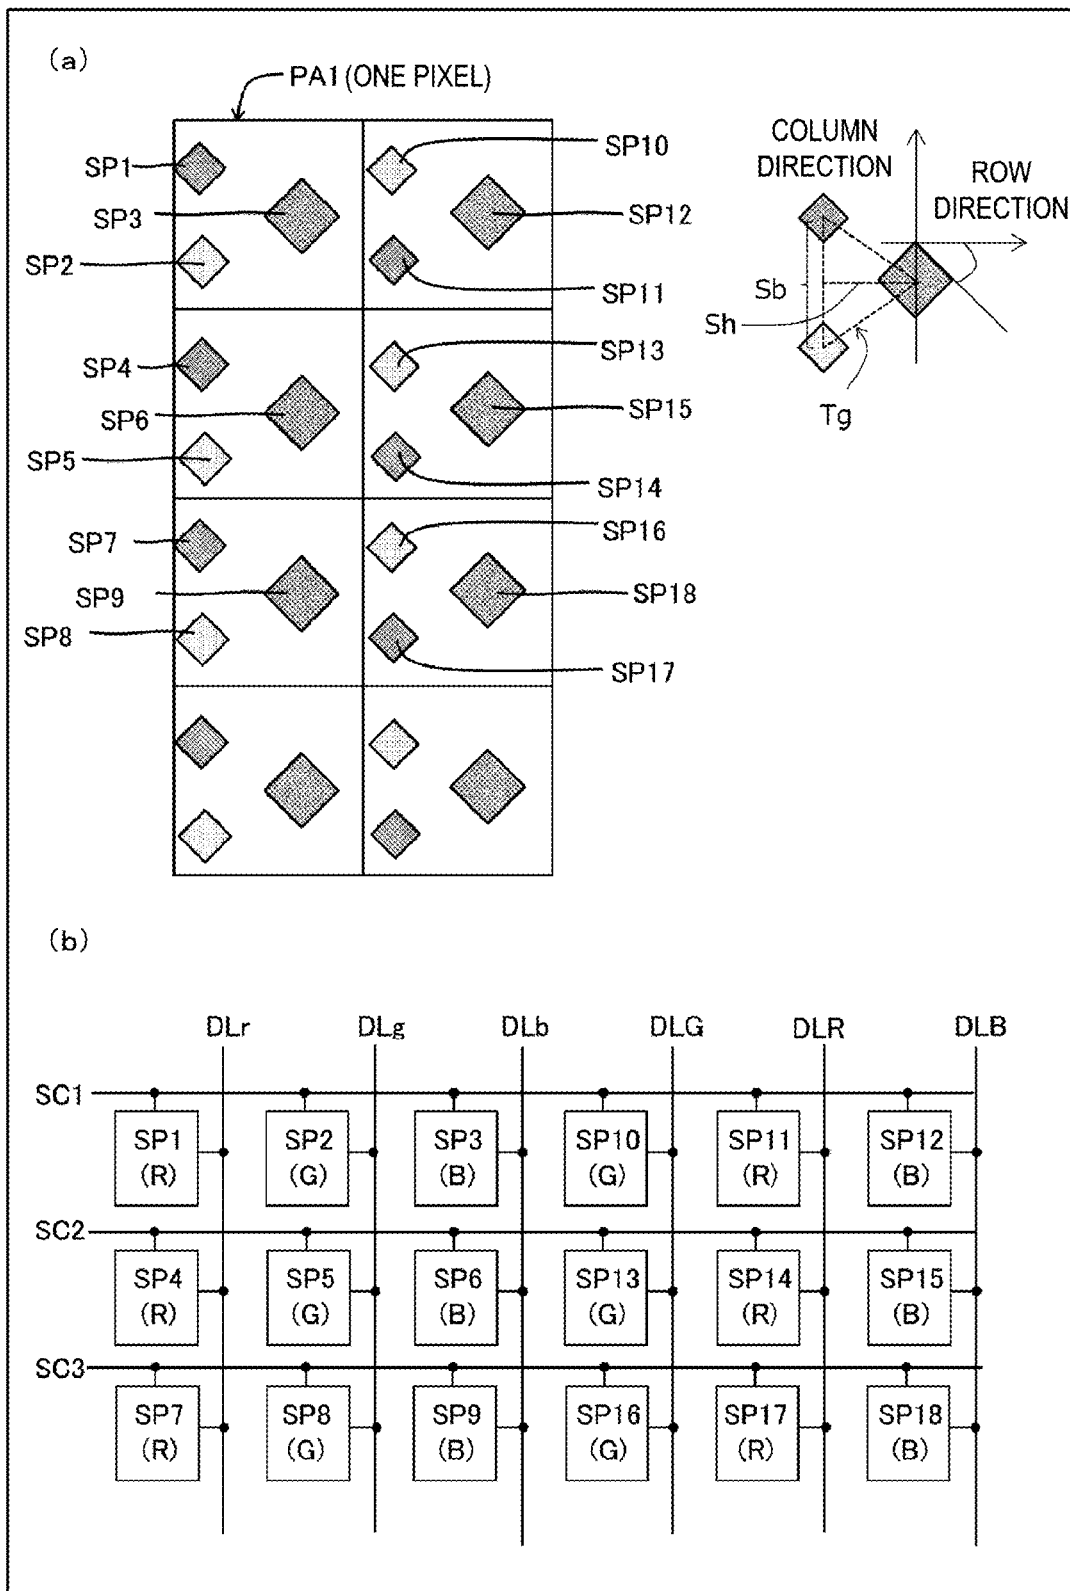 (a)
PA1 (ONE PIXEL)
SP1
SP3
SP2
SP4
SP6
SP5
SP7
SP9
SP8
SP10
SP12
SP11
SP13
SP15
SP14
SP16
SP18
SP17
COLUMN
DIRECTION
ROW
DIRECTION
Sb
Sh
Tg
(b)
DLr DLg DLb DLG DLR DLB
SC1
SP1 SP2 SP3 SP10 SP11 SP12
(R) (G) (B) (G) (R) (B)
SC2
SP4 SP5 SP6 SP13 SP14 SP15
(R) (G) (B) (G) (R) (B)
SC3
SP7 SP8 SP9 SP16 SP17 SP18
(R) (G) (B) (G) (R) (B)